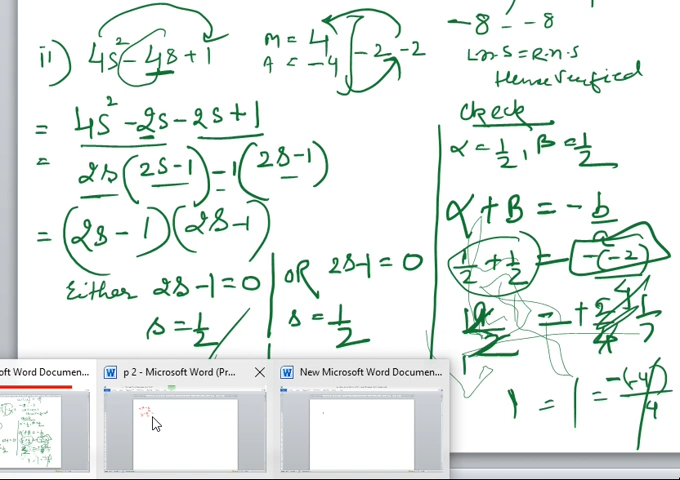 ii) 4s² - 4s + 1
M = 4
A = -4
-2 -2
= 4s² - 2s - 2s + 1
= 2s (2s - 1) - 1 (2s - 1)
= (2s - 1) (2s - 1)
Either 2s - 1 = 0
s = 1/2
OR 2s - 1 = 0
s = 1/2
-8 = -8
L.H.S = R.H.S
Hence Verified
Check
α = 1/2, β = 1/2
α + β = -b
1/2 + 1/2 = -(-2)
1 = 1 = -(-4)/4
oft Word Documen...
p 2 - Microsoft Word (Pr...
New Microsoft Word Documen...